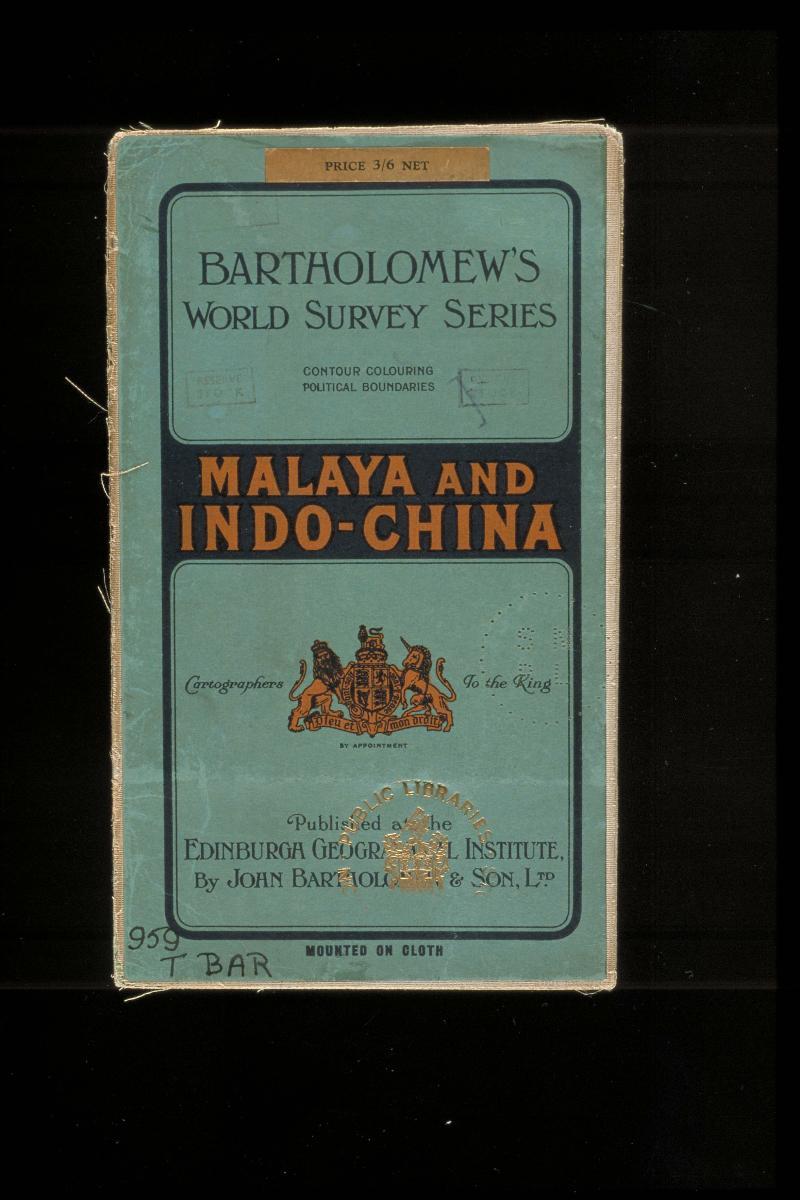 PRICE 3/6 NET
BARTHOLOMEW'S
WORLD SURVEY SERIES
CONTOUR COLOURING
POLITICAL BOUNDARIES
RESERVE
STOCK
MALAYA AND
INDO-CHINA
Cartographers To the King
Dieu et mon droit
BY APPOINTMENT
PUBLIC LIBRARIES
Published at the
EDINBURGH GEOGRAPHICAL INSTITUTE,
By JOHN BARTHOLOMEW & SON, LTD
959
T BAR
MOUNTED ON CLOTH